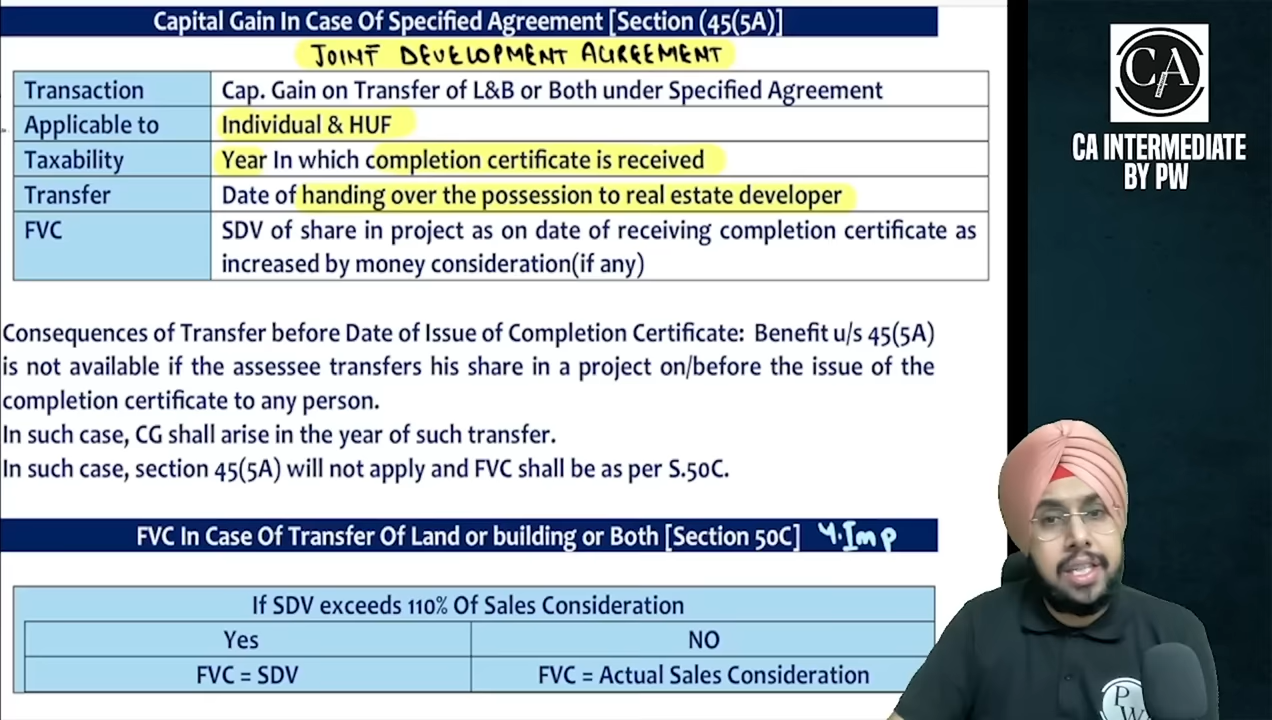 Capital Gain In Case Of Specified Agreement [Section (45(5A)]
JOINT DEVELOPMENT AGREEMENT
Transaction Cap. Gain on Transfer of L&B or Both under Specified Agreement
Applicable to Individual & HUF
Taxability Year In which completion certificate is received
Transfer Date of handing over the possession to real estate developer
FVC SDV of share in project as on date of receiving completion certificate as
increased by money consideration(if any)
Consequences of Transfer before Date of Issue of Completion Certificate: Benefit u/s 45(5A)
is not available if the assessee transfers his share in a project on/before the issue of the
completion certificate to any person.
In such case, CG shall arise in the year of such transfer.
In such case, section 45(5A) will not apply and FVC shall be as per S.50C.
FVC In Case Of Transfer Of Land or building or Both [Section 50C] V.Imp
If SDV exceeds 110% Of Sales Consideration
Yes NO
FVC = SDV FVC = Actual Sales Consideration
CA
CA INTERMEDIATE
BY PW
P
W